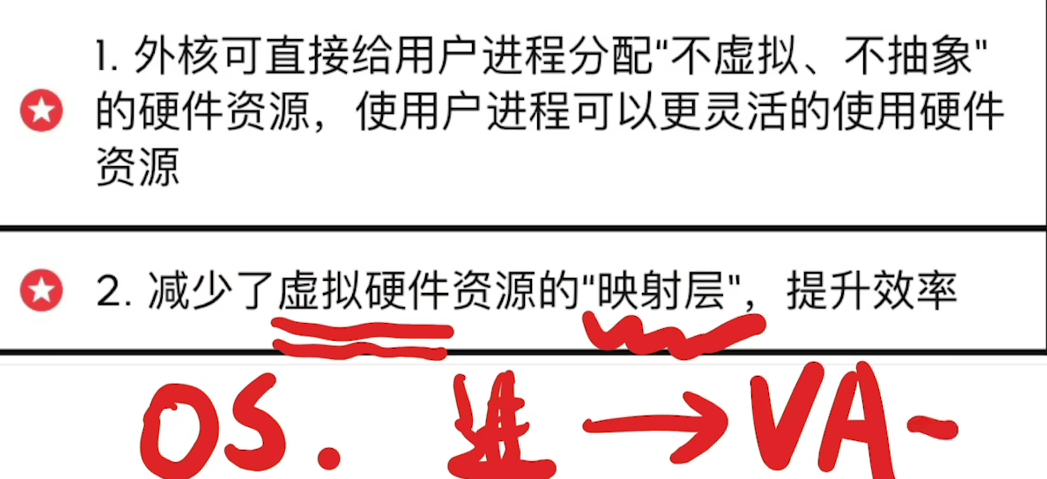 1. 外核可直接给用户进程分配"不虚拟、不抽象"
的硬件资源，使用户进程可以更灵活的使用硬件
资源
2. 减少了虚拟硬件资源的"映射层"，提升效率
OS. 进 → VA